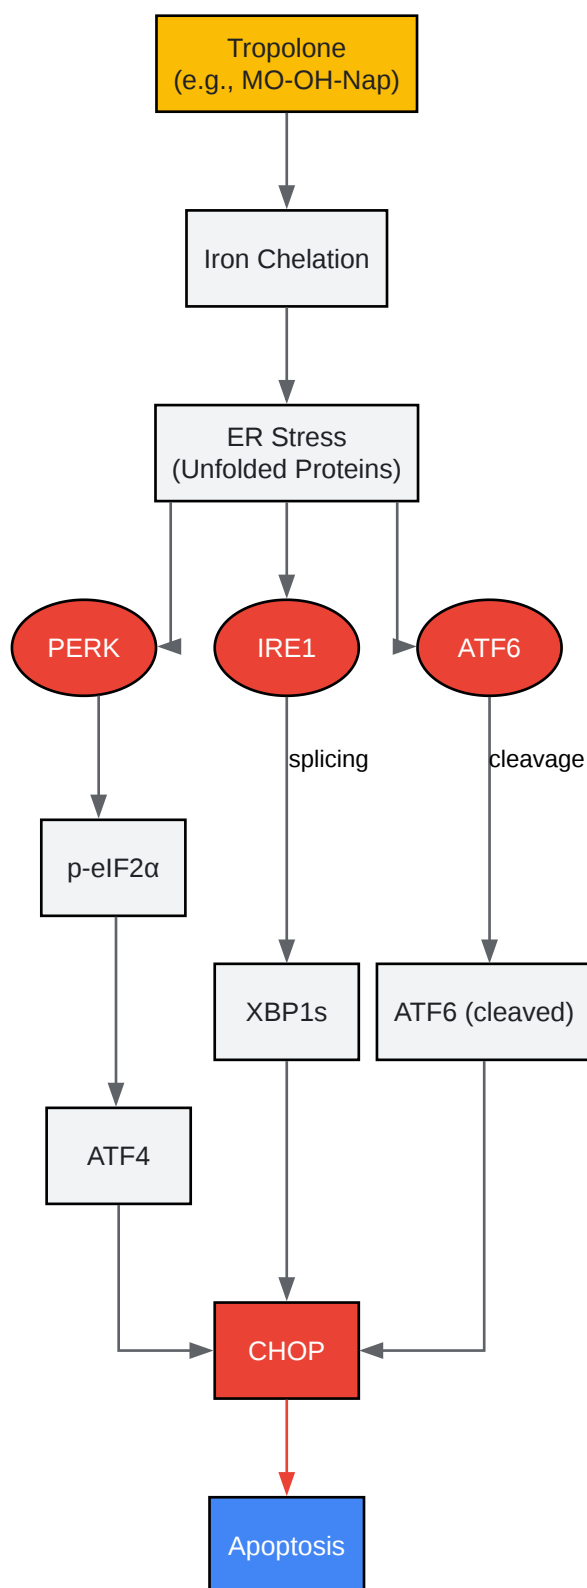 Tropolone
(e.g., MO-OH-Nap)
Iron Chelation
ER Stress
(Unfolded Proteins)
PERK
IRE1
ATF6
splicing
cleavage
p-eIF2α
XBP1s
ATF6 (cleaved)
ATF4
CHOP
Apoptosis